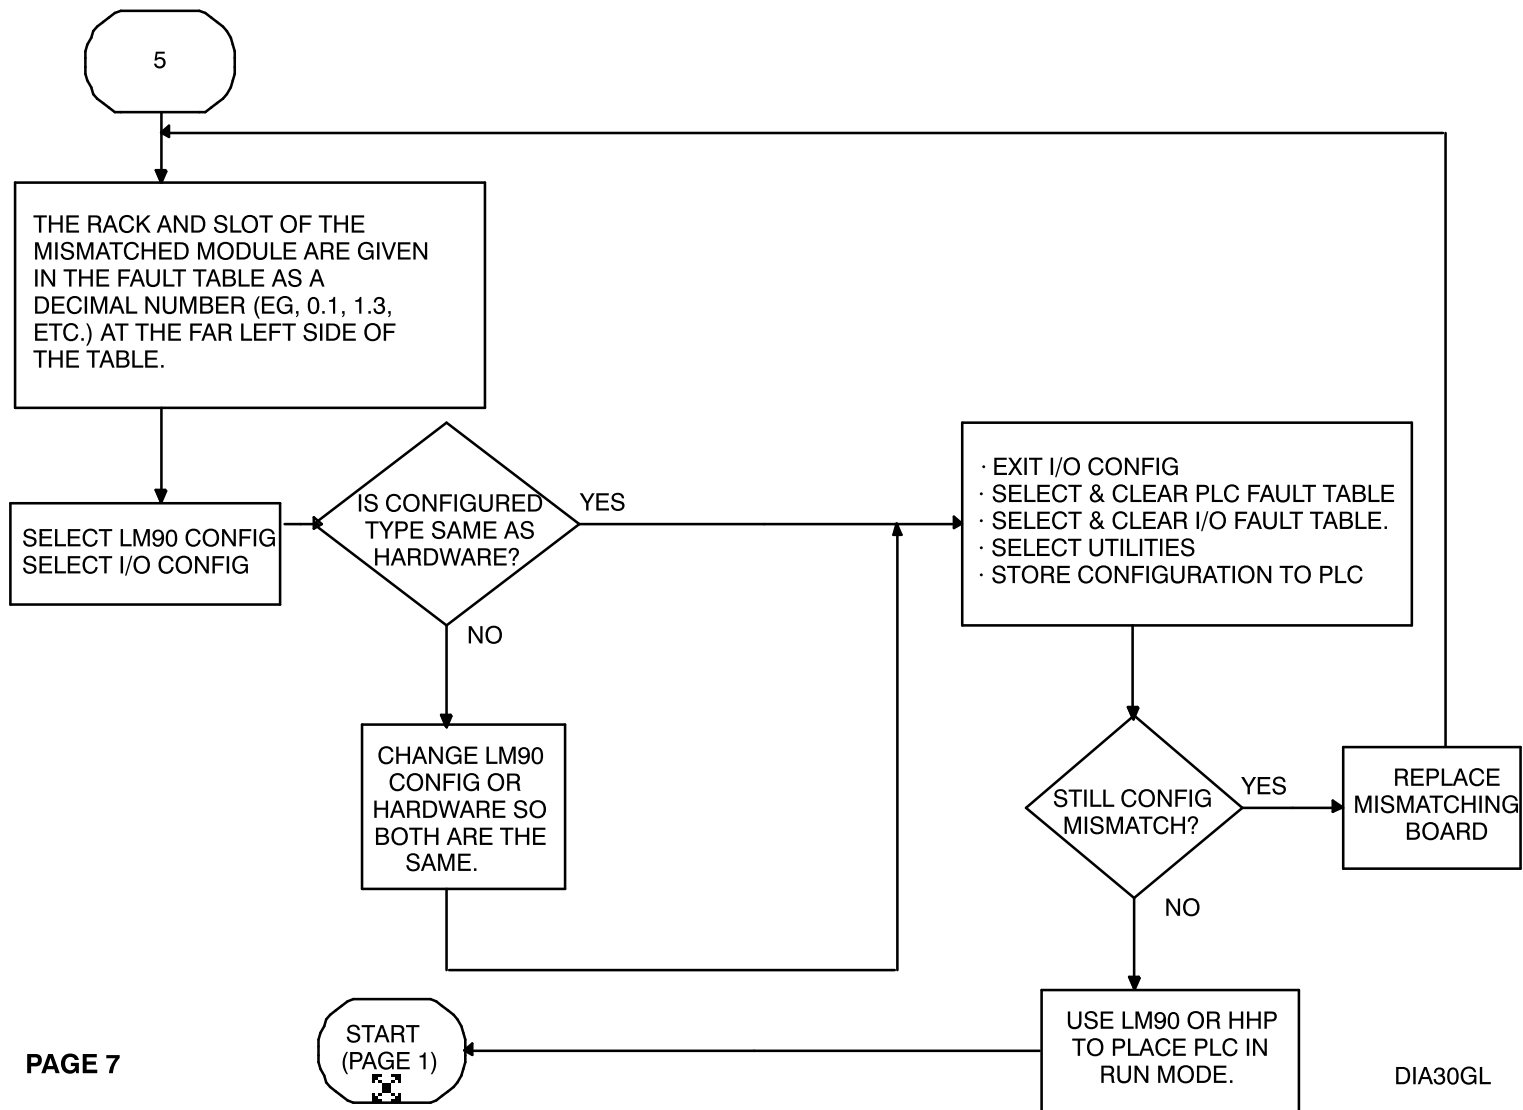 5
THE RACK AND SLOT OF THE
MISMATCHED MODULE ARE GIVEN
IN THE FAULT TABLE AS A
DECIMAL NUMBER (EG, 0.1, 1.3,
ETC.) AT THE FAR LEFT SIDE OF
THE TABLE.
SELECT LM90 CONFIG
SELECT I/O CONFIG
IS CONFIGURED
TYPE SAME AS
HARDWARE?
YES
NO
CHANGE LM90
CONFIG OR
HARDWARE SO
BOTH ARE THE
SAME.
· EXIT I/O CONFIG
· SELECT & CLEAR PLC FAULT TABLE
· SELECT & CLEAR I/O FAULT TABLE.
· SELECT UTILITIES
· STORE CONFIGURATION TO PLC
STILL CONFIG
MISMATCH?
YES
REPLACE
MISMATCHING
BOARD
NO
USE LM90 OR HHP
TO PLACE PLC IN
RUN MODE.
START
(PAGE 1)
PAGE 7
DIA30GL